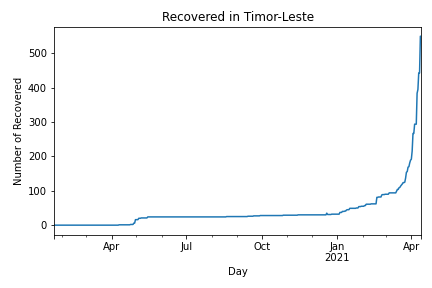 Recovered in Timor-Leste
Number of Recovered
500
400
300
200
100
0
Apr
Jul
Oct
Jan
2021
Apr
Day